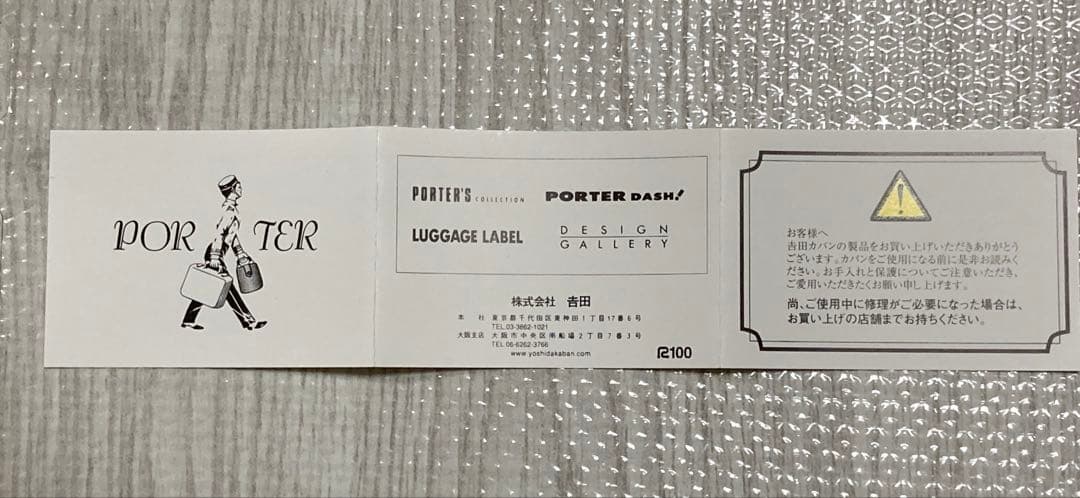 PORTER
PORTER'S COLLECTION
PORTER DASH!
LUGGAGE LABEL
DESIGN
GALLERY
株式会社 𠮷田
本 社 東京都千代田区東神田1丁目17番6号
TEL.03-3862-1021
大阪支店 大阪市中央区南船場2丁目7番3号
TEL.06-6262-3766
www.yoshidakaban.com
R100
お客様へ
𠮷田カバンの製品をお買い上げいただきありがとう
ございます。カバンをご使用になる前に是非お読みく
ださい。お手入れと保護についてご注意いただき、
ご愛用いただきたくお願い申し上げます。
尚、ご使用中に修理がご必要になった場合は、
お買い上げの店舗までお持ちください。